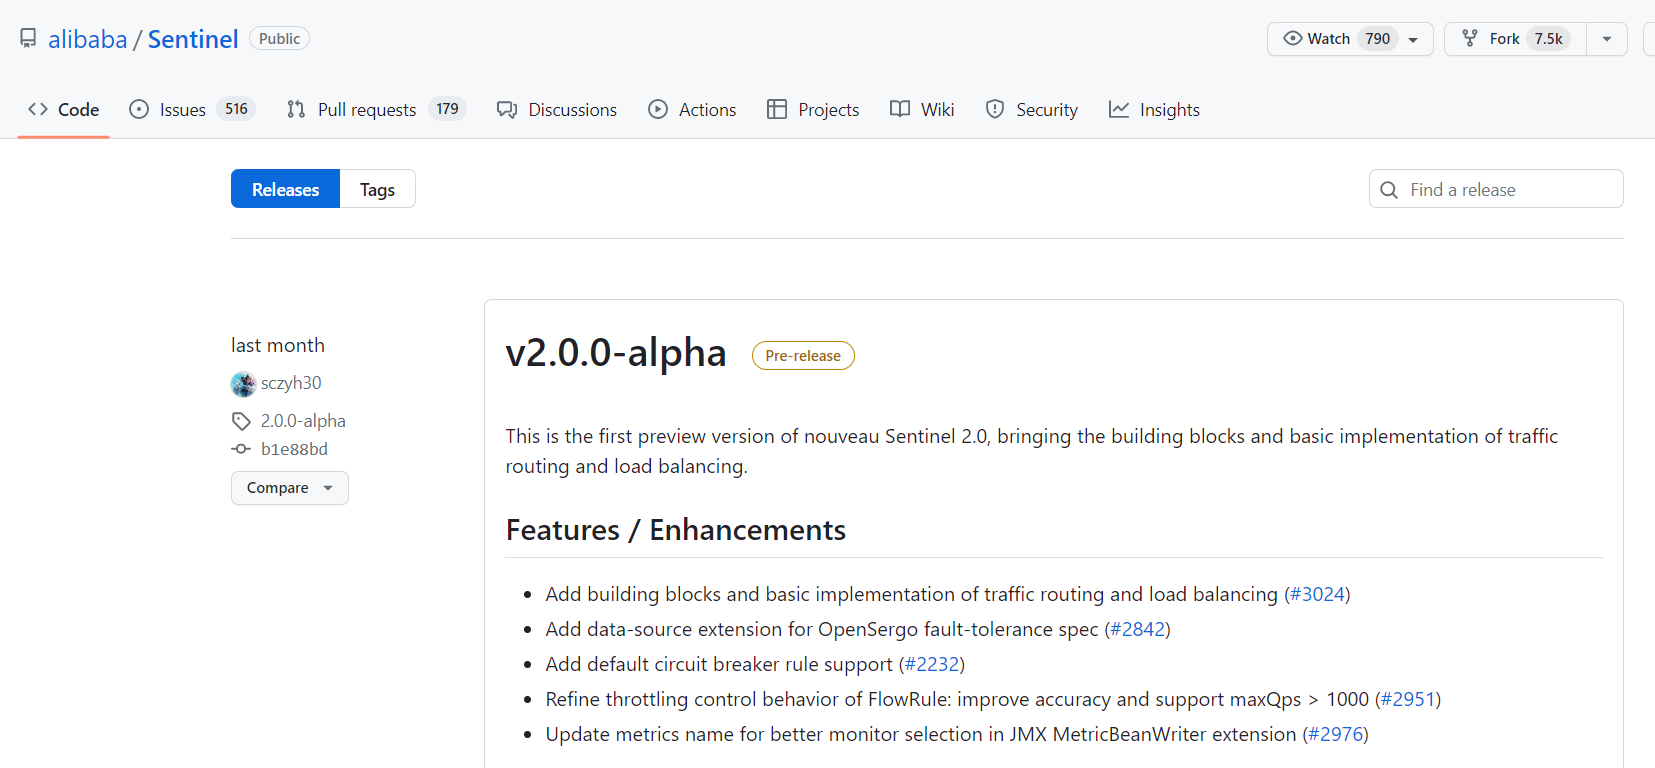 alibaba / Sentinel Public
Watch 790
Fork 7.5k
Code
Issues 516
Pull requests 179
Discussions
Actions
Projects
Wiki
Security
Insights
Releases
Tags
Find a release
last month
sczyh30
2.0.0-alpha
b1e88bd
Compare
v2.0.0-alpha Pre-release
This is the first preview version of nouveau Sentinel 2.0, bringing the building blocks and basic implementation of traffic
routing and load balancing.
Features / Enhancements
• Add building blocks and basic implementation of traffic routing and load balancing (#3024)
• Add data-source extension for OpenSergo fault-tolerance spec (#2842)
• Add default circuit breaker rule support (#2232)
• Refine throttling control behavior of FlowRule: improve accuracy and support maxQps > 1000 (#2951)
• Update metrics name for better monitor selection in JMX MetricBeanWriter extension (#2976)